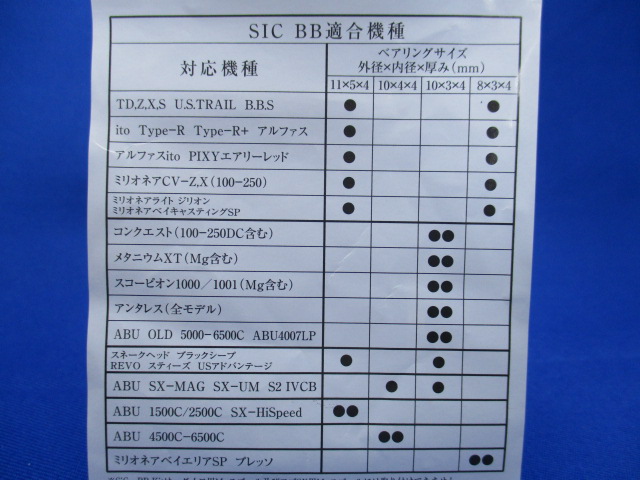 SIC BB適合機種
対応機種
ベアリングサイズ
外径×内径×厚み(mm)
11×5×4 10×4×4 10×3×4 8×3×4
TD,Z,X,S U.S.TRAIL B.B.S ● ●
ito Type-R Type-R+ アルファス ● ●
アルファスito PIXYエアリーレッド ● ●
ミリオネアCV-Z,X(100-250) ● ●
ミリオネアライト ジリオン
ミリオネアベイキャスティングSP ● ●
コンクエスト(100-250DC含む) ●●
メタニウムXT(Mg含む) ●●
スコーピオン1000/1001(Mg含む) ●●
アンタレス(全モデル) ●●
ABU OLD 5000-6500C ABU4007LP ●●
スネークヘッド ブラックシープ
REVO スティーズ USアドバンテージ ● ●
ABU SX-MAG SX-UM S2 IVCB ● ●
ABU 1500C/2500C SX-HiSpeed ●●
ABU 4500C-6500C ●●
ミリオネアベイエリアSP ブレッソ ●●